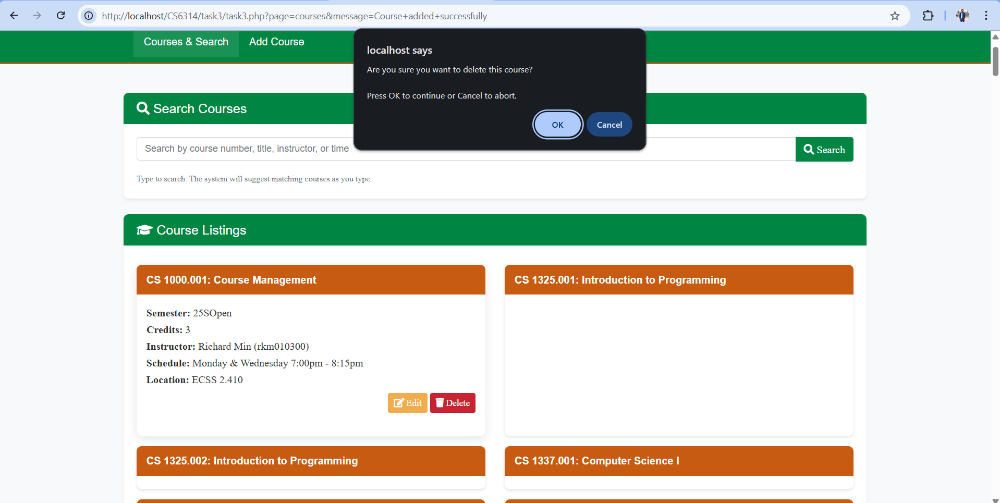 http://localhost/CS6314/task3/task3.php?page=courses&message=Course+added+successfully
Courses & Search
Add Course
localhost says
Are you sure you want to delete this course?
Press OK to continue or Cancel to abort.
OK
Cancel
Search Courses
Search by course number, title, instructor, or time
Search
Type to search. The system will suggest matching courses as you type.
Course Listings
CS 1000.001: Course Management
Semester: 25SOpen
Credits: 3
Instructor: Richard Min (rkm010300)
Schedule: Monday & Wednesday 7:00pm - 8:15pm
Location: ECSS 2.410
Edit
Delete
CS 1325.001: Introduction to Programming
CS 1325.002: Introduction to Programming
CS 1337.001: Computer Science I